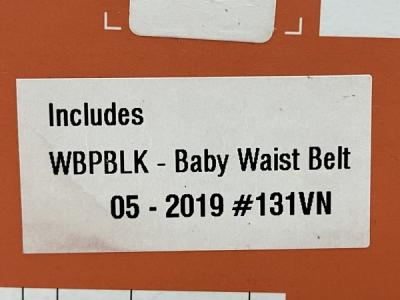 Includes
WBPBLK - Baby Waist Belt
05 - 2019 #131VN